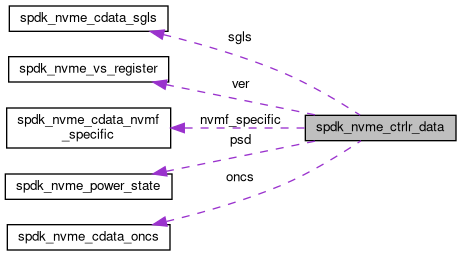 spdk_nvme_cdata_sgls
sgls
spdk_nvme_vs_register
ver
spdk_nvme_cdata_nvmf
_specific
nvmf_specific
spdk_nvme_ctrlr_data
psd
spdk_nvme_power_state
oncs
spdk_nvme_cdata_oncs